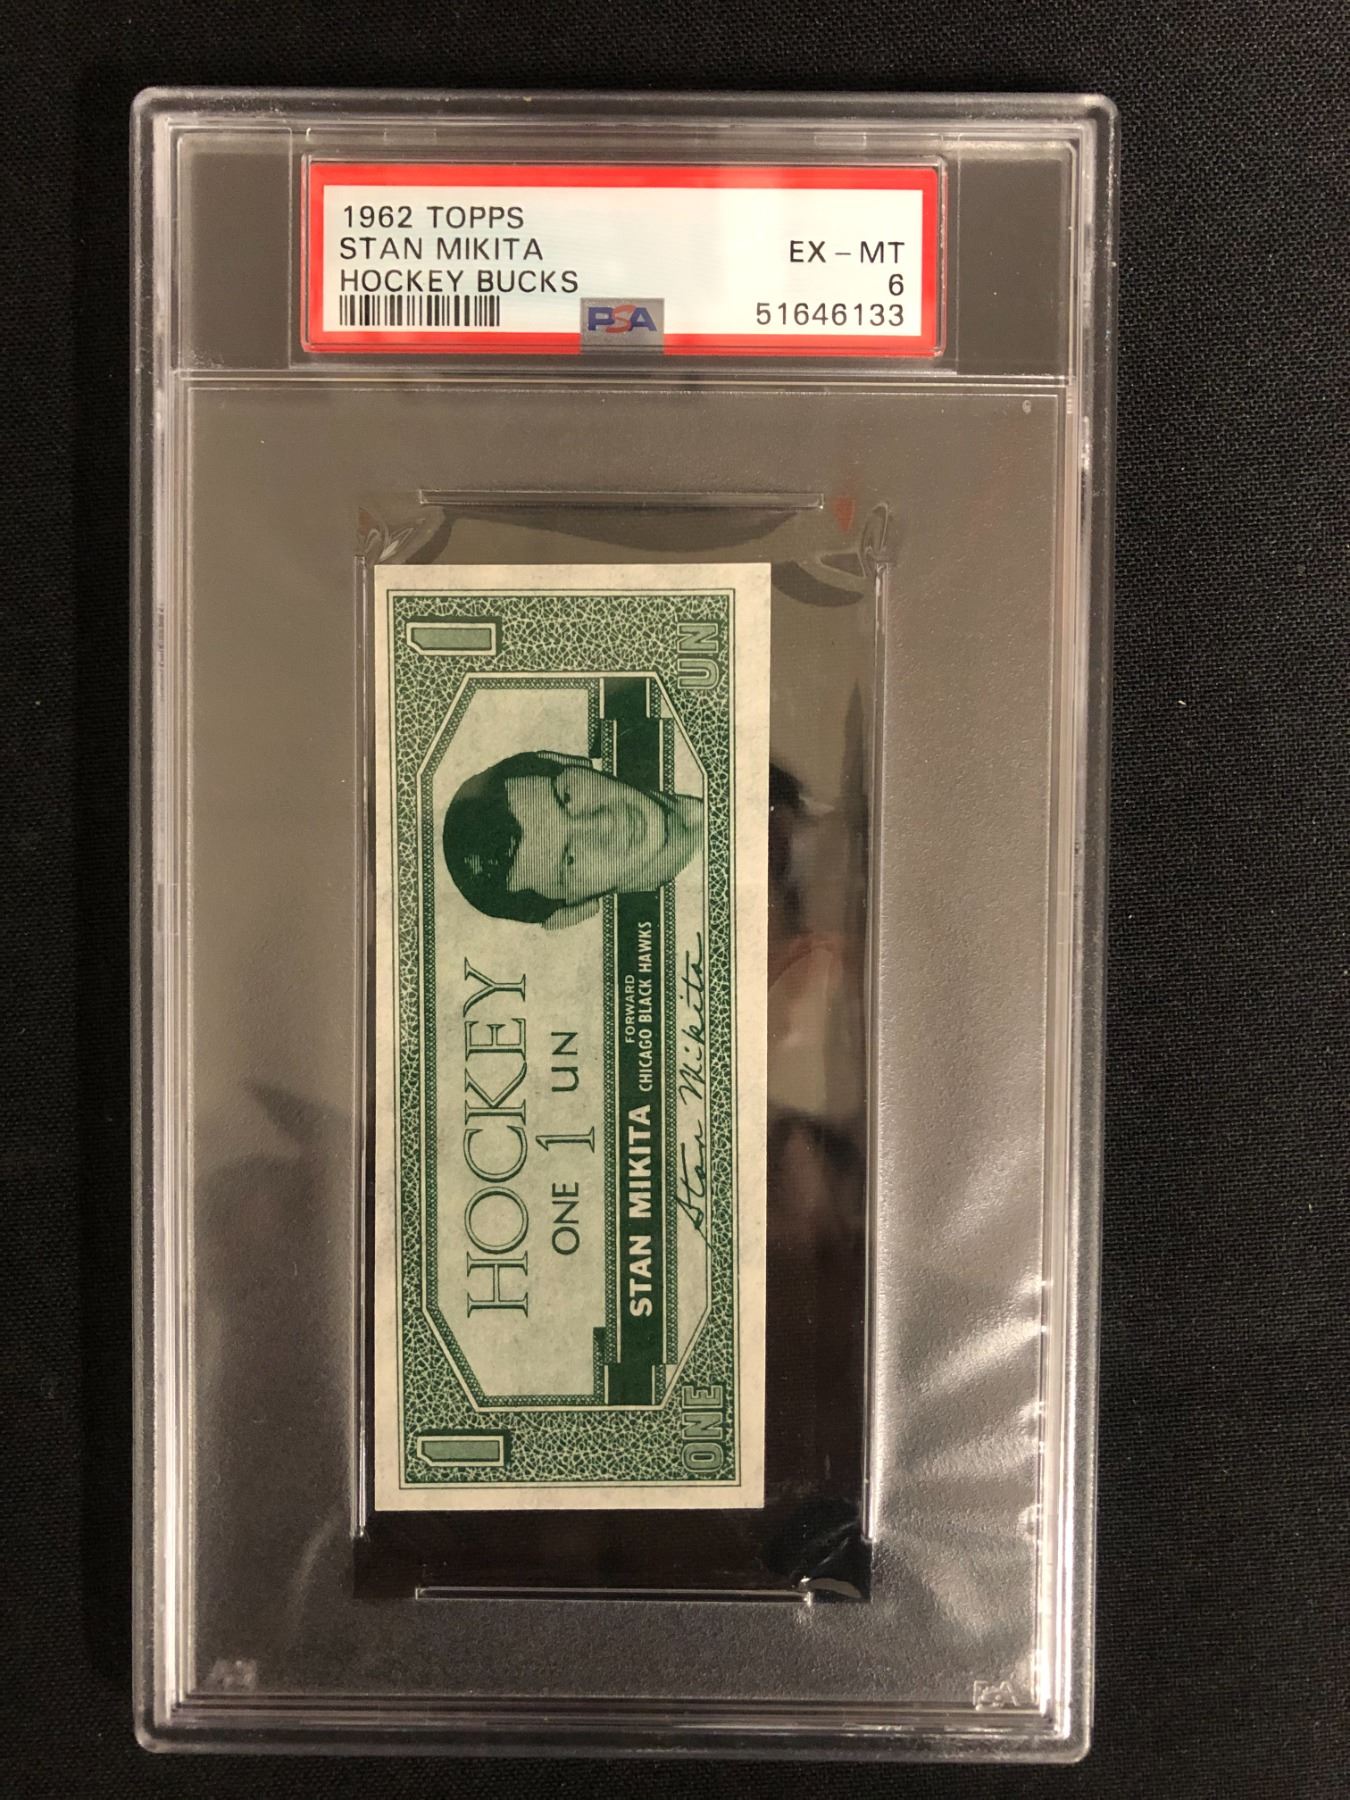 1962 TOPPS
STAN MIKITA
HOCKEY BUCKS
EX - MT
6
51646133
PSA
1
1
HOCKEY
ONE 1 UN
STAN MIKITA
FORWARD
CHICAGO BLACK HAWKS
Stan Mikita
ONE
UN
PSA